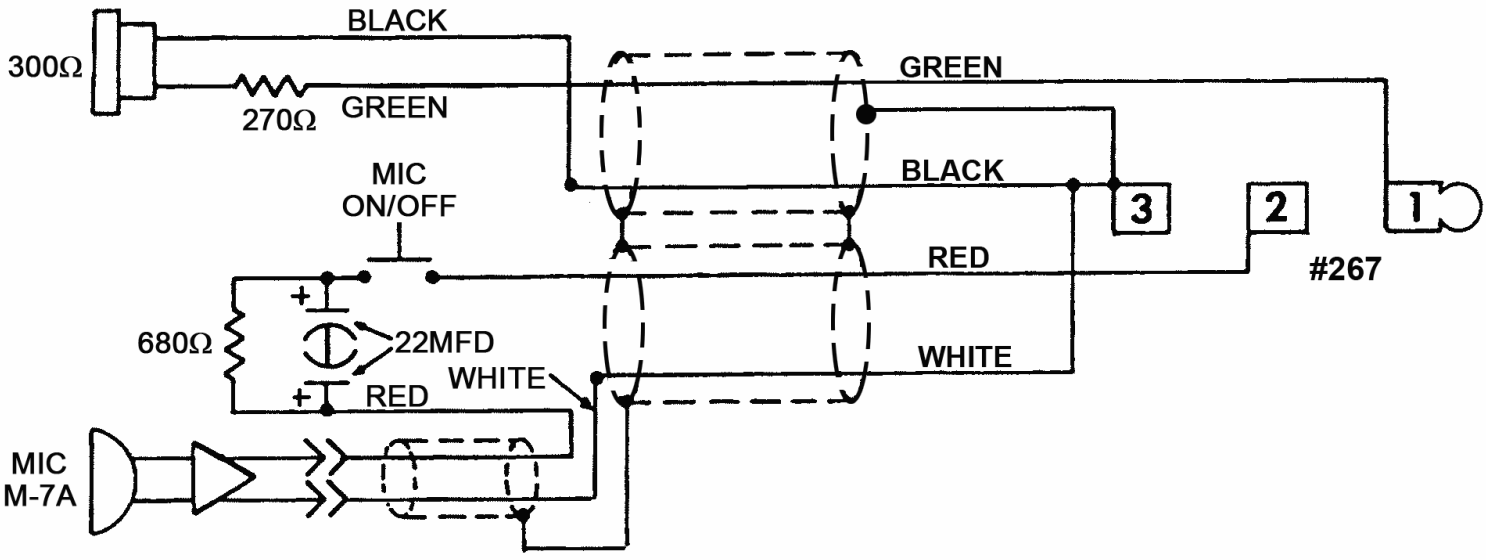 BLACK
300Ω
GREEN
270Ω
GREEN
MIC
ON/OFF
BLACK
3
2
1
RED
#267
+
680Ω
22MFD
WHITE
WHITE
+
RED
MIC
M-7A